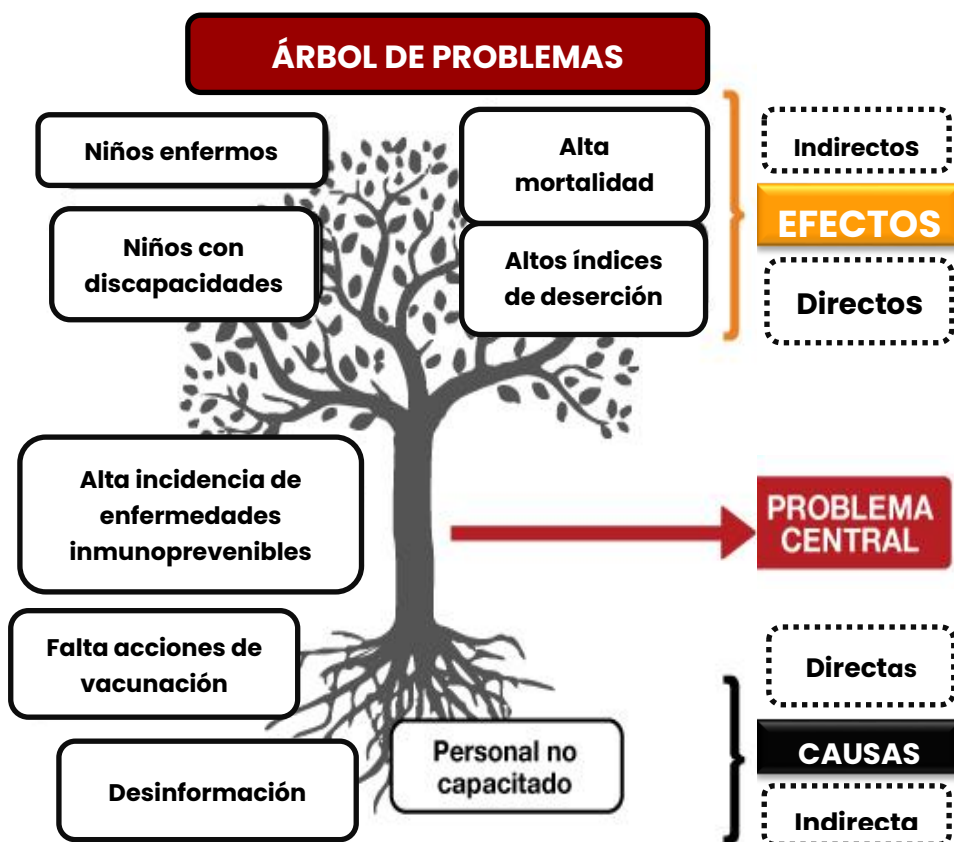 ÁRBOL DE PROBLEMAS
Niños enfermos
Alta
mortalidad
Indirectos
EFECTOS
Niños con
discapacidades
Altos índices
de deserción
Directos
Alta incidencia de
enfermedades
inmunoprevenibles
PROBLEMA
CENTRAL
Falta acciones de
vacunación
Directas
Personal no
capacitado
CAUSAS
Desinformación
Indirecta